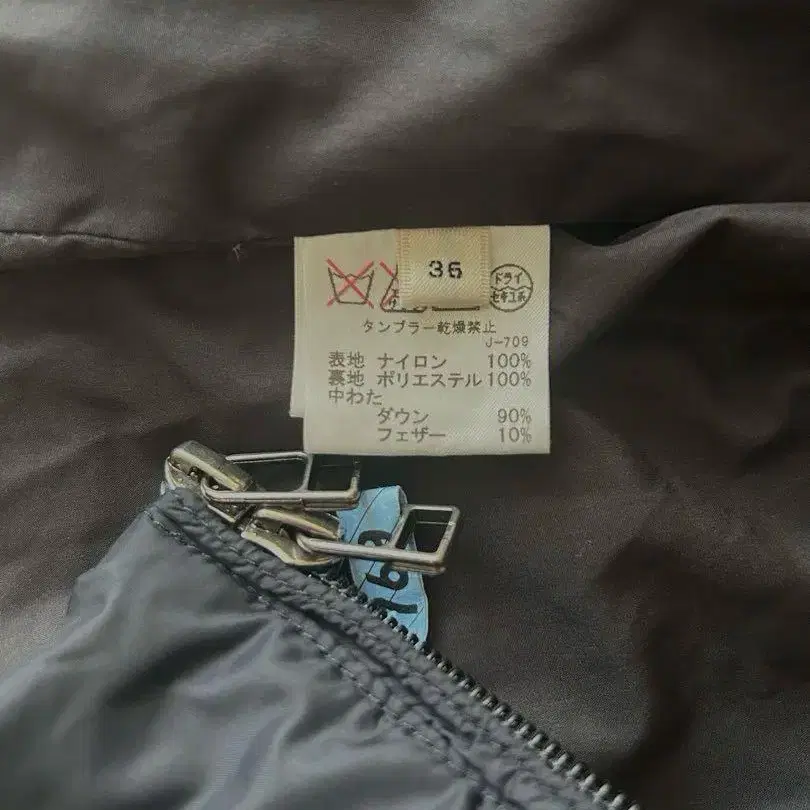 36
ドライ
セキユ系
タンブラー乾燥禁止
J-709
表地 ナイロン 100%
裏地 ポリエステル 100%
中わた
ダウン 90%
フェザー 10%